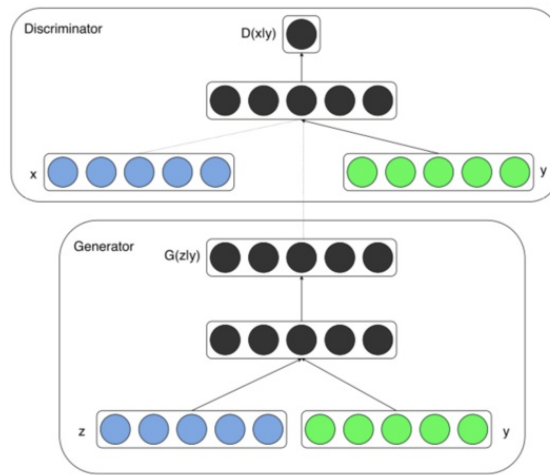 Discriminator
D(x|y)
x
y
Generator
G(z|y)
z
y